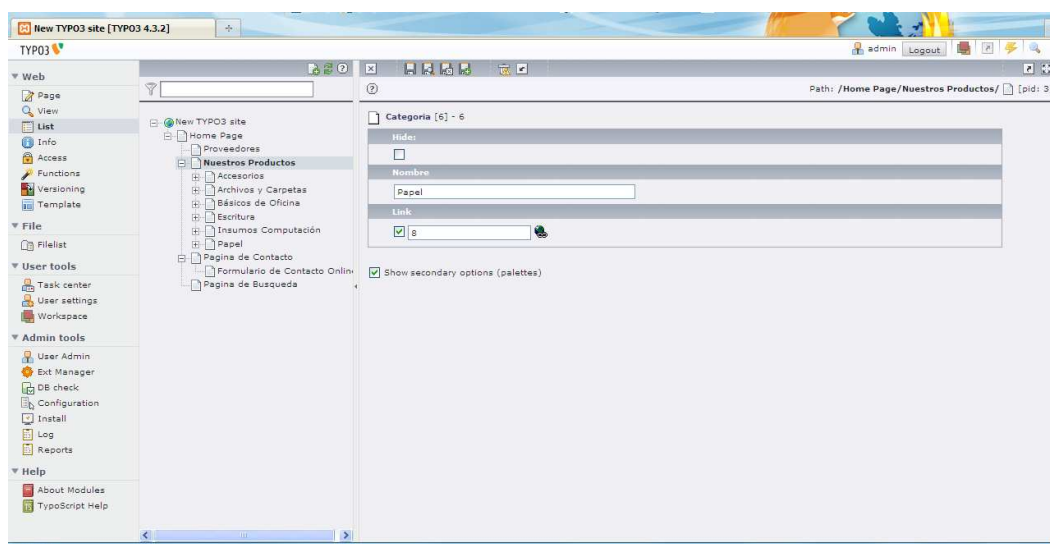 New TYPO3 site [TYPO3 4.3.2]
TYPO3
admin Logout
Web
Page
View
List
Info
Access
Functions
Versioning
Template
File
Filelist
User tools
Task center
User settings
Workspace
Admin tools
User Admin
Ext Manager
DB check
Configuration
Install
Log
Reports
Help
About Modules
TypoScript Help
New TYPO3 site
Home Page
Proveedores
Nuestros Productos
Accesorios
Archivos y Carpetas
Básicos de Oficina
Escritura
Insumos Computación
Papel
Pagina de Contacto
Formulario de Contacto Online
Pagina de Busqueda
Path: /Home Page/Nuestros Productos/ [pid: 3
Categoria [6] - 6
Hide:
Nombre
Papel
Link
8
Show secondary options (palettes)